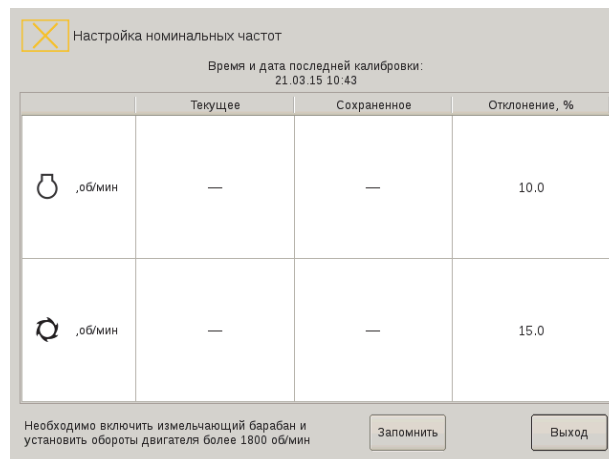 Настройка номинальных частот
Время и дата последней калибровки:
21.03.15 10:43
Текущее Сохраненное Отклонение, %
,об/мин — — 10.0
,об/мин — — 15.0
Необходимо включить измельчающий барабан и
установить обороты двигателя более 1800 об/мин
Запомнить Выход